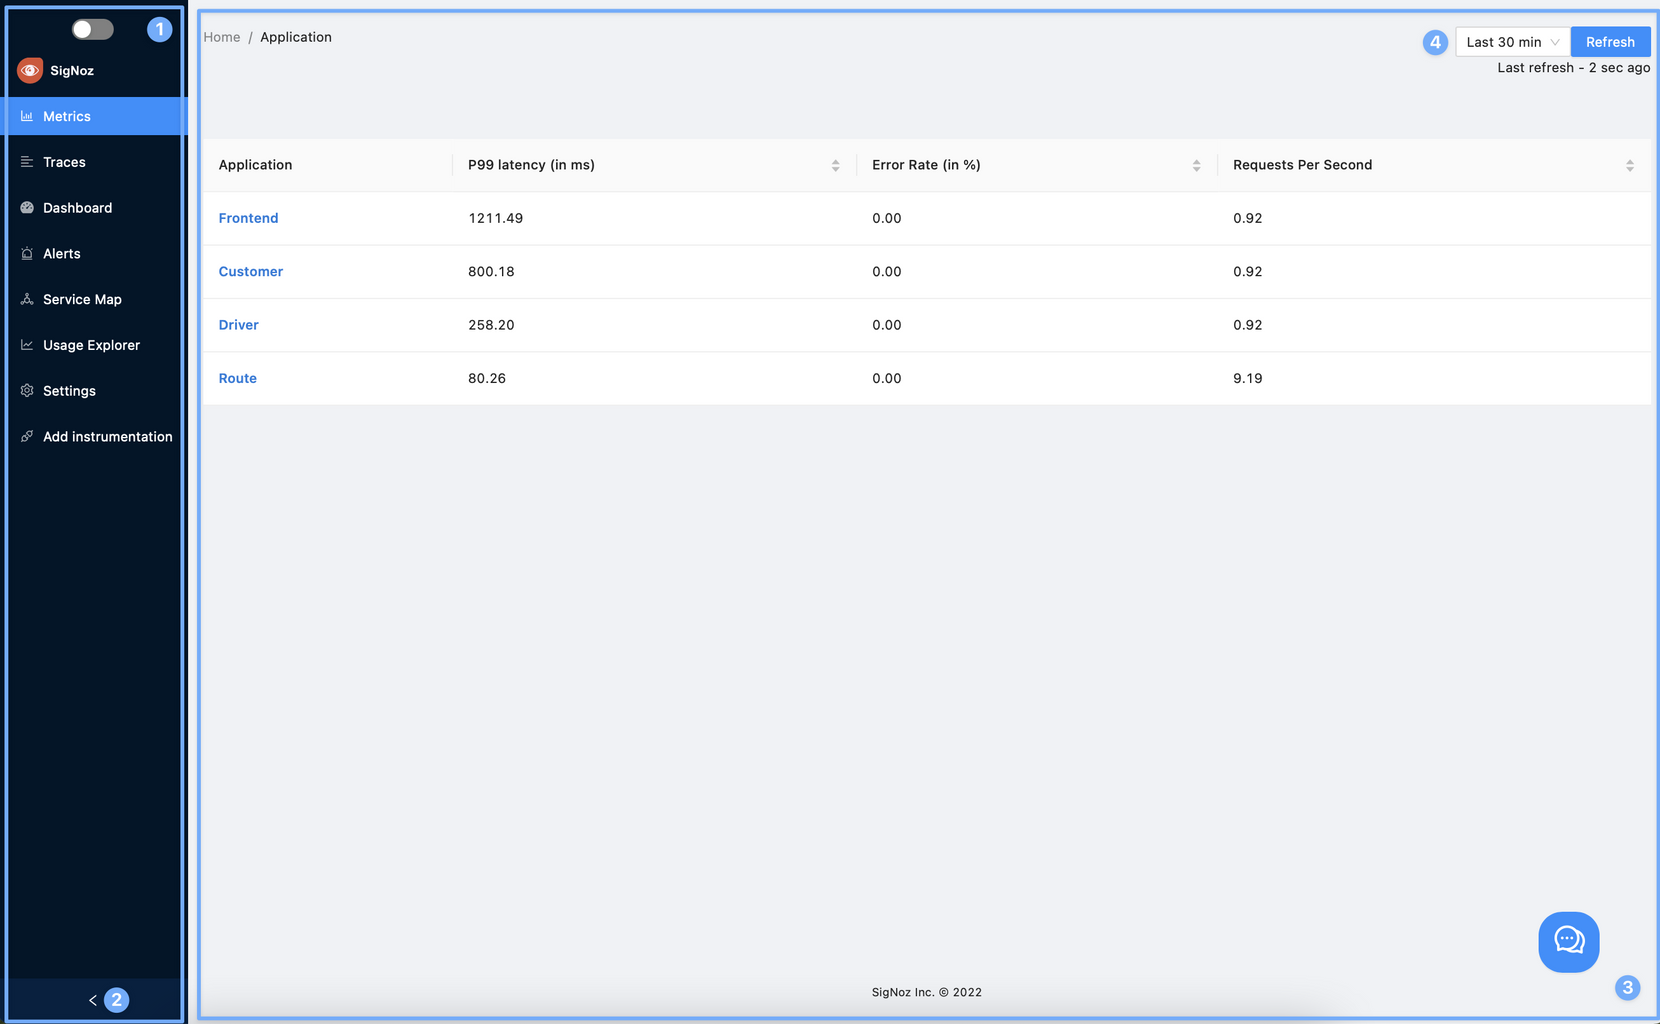 1
SigNoz
Metrics
Traces
Dashboard
Alerts
Service Map
Usage Explorer
Settings
Add instrumentation
2
Home / Application
4 Last 30 min Refresh
Last refresh - 2 sec ago
Application P99 latency (in ms) Error Rate (in %) Requests Per Second
Frontend 1211.49 0.00 0.92
Customer 800.18 0.00 0.92
Driver 258.20 0.00 0.92
Route 80.26 0.00 9.19
3
SigNoz Inc. © 2022